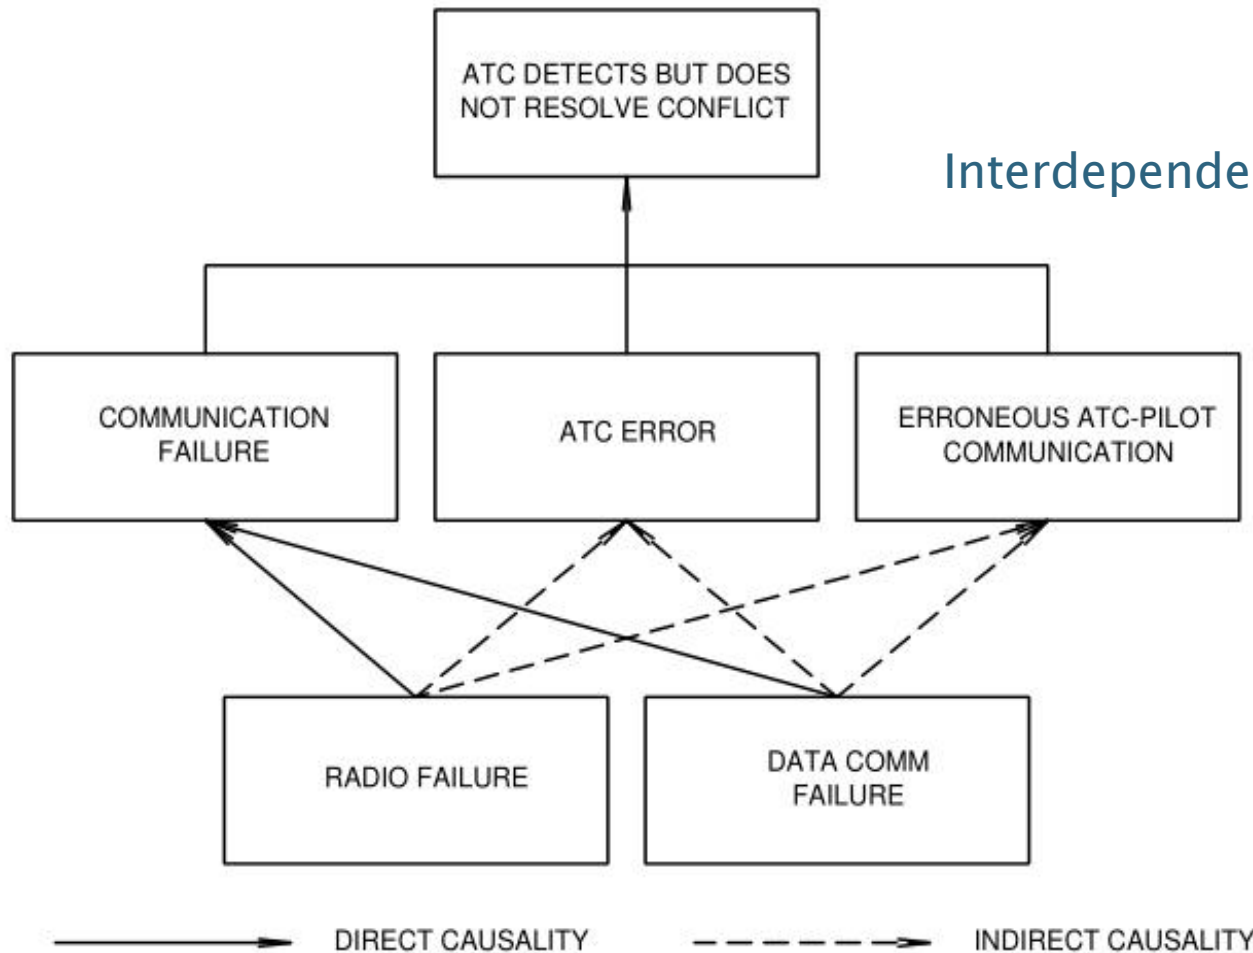 ATC DETECTS BUT DOES
NOT RESOLVE CONFLICT
Interdepende
COMMUNICATION
FAILURE
ATC ERROR
ERRONEOUS ATC-PILOT
COMMUNICATION
RADIO FAILURE
DATA COMM
FAILURE
DIRECT CAUSALITY
INDIRECT CAUSALITY